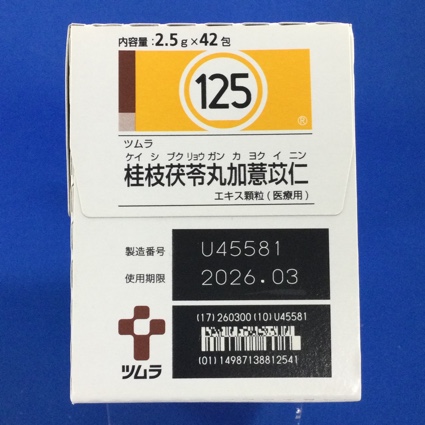 内容量:2.5g×42包
125
®
ツムラ
ケイ シ ブク リョウ ガン カ ヨク イ ニン
桂枝茯苓丸加薏苡仁
エキス顆粒(医療用)
製造番号 U45581
使用期限 2026.03
(17)260300(10)U45581
(01)14987138812541
ツムラ